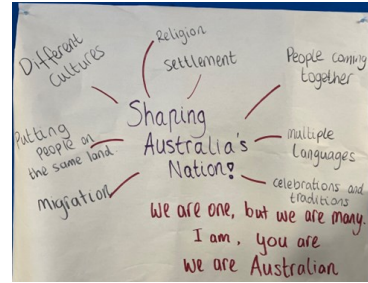 Religion
Different
Cultures
Settlement
People coming
together
Shaping
Australia's
Nation!
Putting
people on
the same land.
multiple
languages
Migration
celebrations and
traditions
We are one, but we are many.
I am, you are
we are Australian